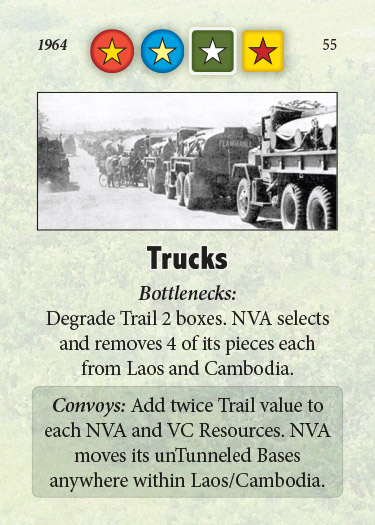 1964
55
FLAMMABLE
Trucks
Bottlenecks:
Degrade Trail 2 boxes. NVA selects
and removes 4 of its pieces each
from Laos and Cambodia.
Convoys: Add twice Trail value to
each NVA and VC Resources. NVA
moves its unTunneled Bases
anywhere within Laos/Cambodia.